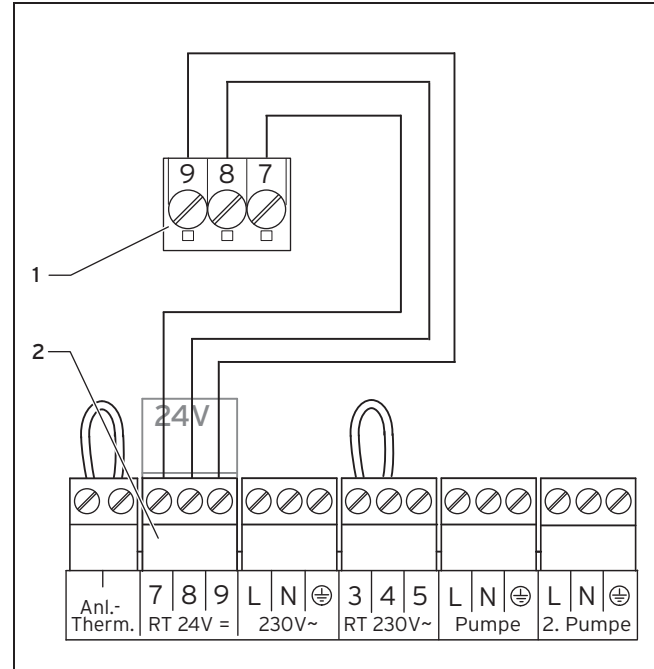 9 8 7
1
2
24V
Anl.-
Therm.
7 8 9
RT 24V =
L N
230V~
3 4 5
RT 230V~
L N
Pumpe
L N
2. Pumpe